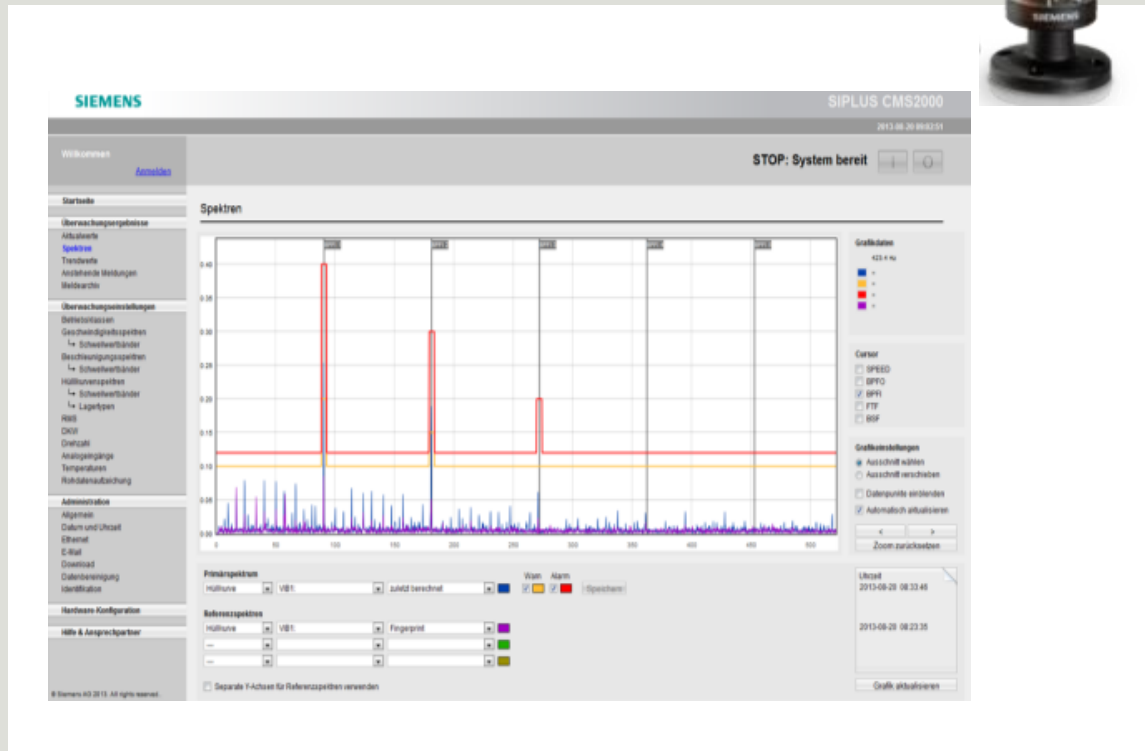 SIEMENS
SIEMENS
SIPLUS CMS2000
2013-08-20 09:02:51
Willkommen
Anmelden
STOP: System bereit
Startseite
Überwachungsergebnisse
Aktualwerte
Spektren
Trendwerte
Anstehende Meldungen
Meldearchiv
Überwachungseinstellungen
Betriebsklassen
Geschwindigkeitsspektren
Schwellwertbänder
Beschleunigungsspektren
Schwellwertbänder
Hüllkurvenspektren
Schwellwertbänder
Lagertypen
RMS
DKW
Drehzahl
Analogeingänge
Temperaturen
Rohdatenaufzeichnung
Administration
Allgemein
Datum und Uhrzeit
Ethernet
E-Mail
Download
Datenbereinigung
Identifikation
Hardware-Konfiguration
Hilfe & Ansprechpartner
© Siemens AG 2013. All rights reserved.
Spektren
0.40
0.35
0.30
0.25
0.20
0.15
0.10
0.05
0.00
0 50 100 150 200 250 300 350 400 450 500
Grafikdaten
423.4 Hz
Cursor
SPEED
BPFO
BPFI
FTF
BSF
Grafikeinstellungen
Ausschnitt wählen
Ausschnitt verschieben
Datenpunkte einblenden
Automatisch aktualisieren
< >
Zoom zurücksetzen
Primärspektrum
Warn Alarm
Hüllkurve VIB1: zuletzt berechnet Speichern
Referenzspektren
Hüllkurve VIB1: Fingerprint
---
---
Separate Y-Achsen für Referenzspektren verwenden
Uhrzeit
2013-08-20 08:33:46
2013-08-20 08:23:35
Grafik aktualisieren